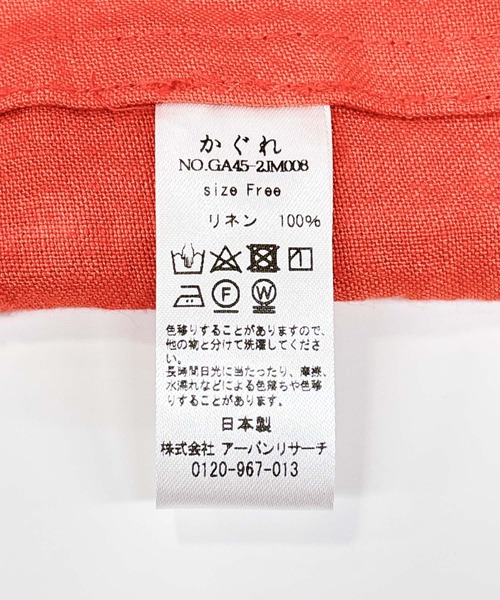 かぐれ
NO.GA45-2JM008
size Free
リネン 100%
F W
色移りすることがありますので、
他の物と分けて洗濯してくださ
い。
長時間日光に当たったり、摩擦、
水濡れなどによる色落ちや色移
りすることがあります。
日本製
株式会社 アーバンリサーチ
0120-967-013